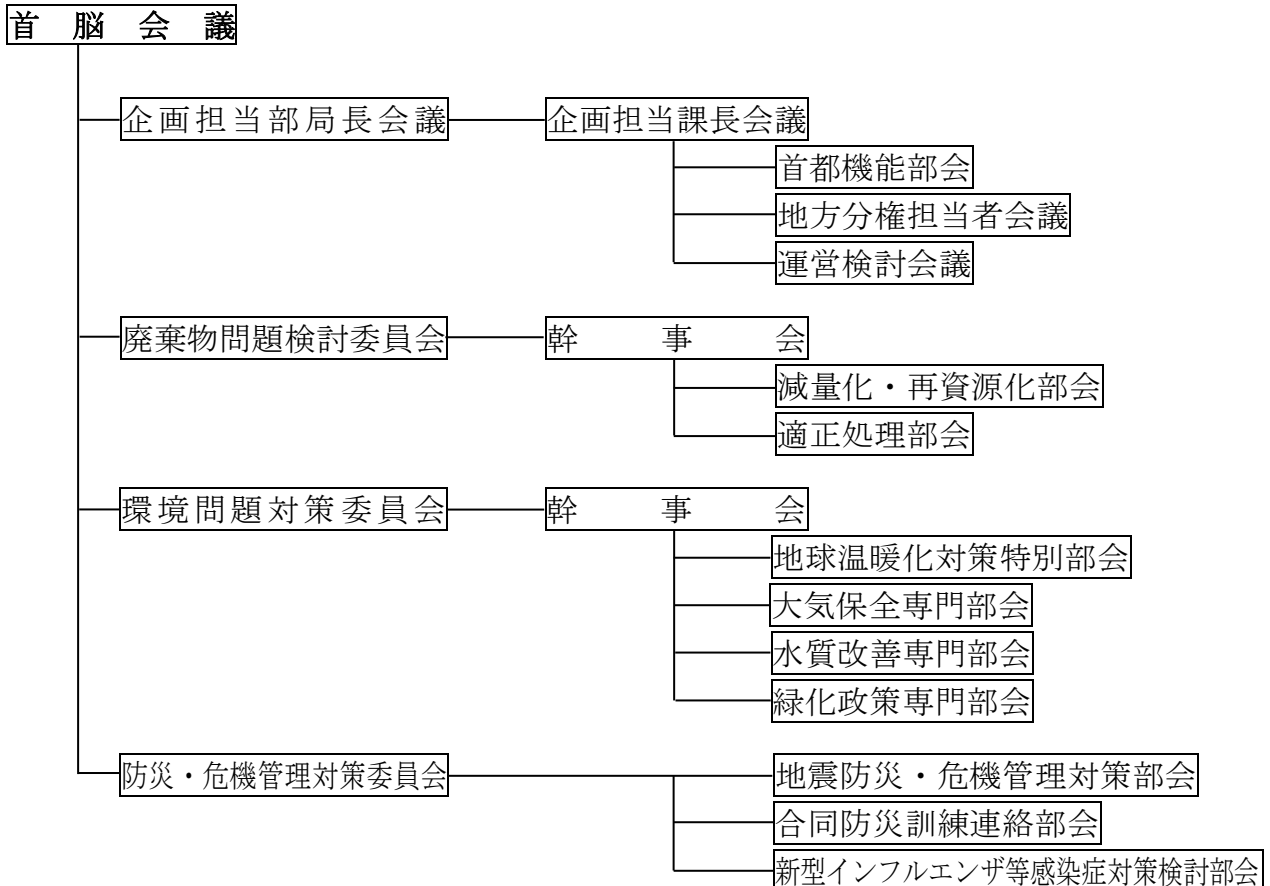 首脳会議
企画担当部局長会議 企画担当課長会議
首都機能部会
地方分権担当者会議
運営検討会議
廃棄物問題検討委員会 幹事会
減量化・再資源化部会
適正処理部会
環境問題対策委員会 幹事会
地球温暖化対策特別部会
大気保全専門部会
水質改善専門部会
緑化政策専門部会
防災・危機管理対策委員会 地震防災・危機管理対策部会
合同防災訓練連絡部会
新型インフルエンザ等感染症対策検討部会